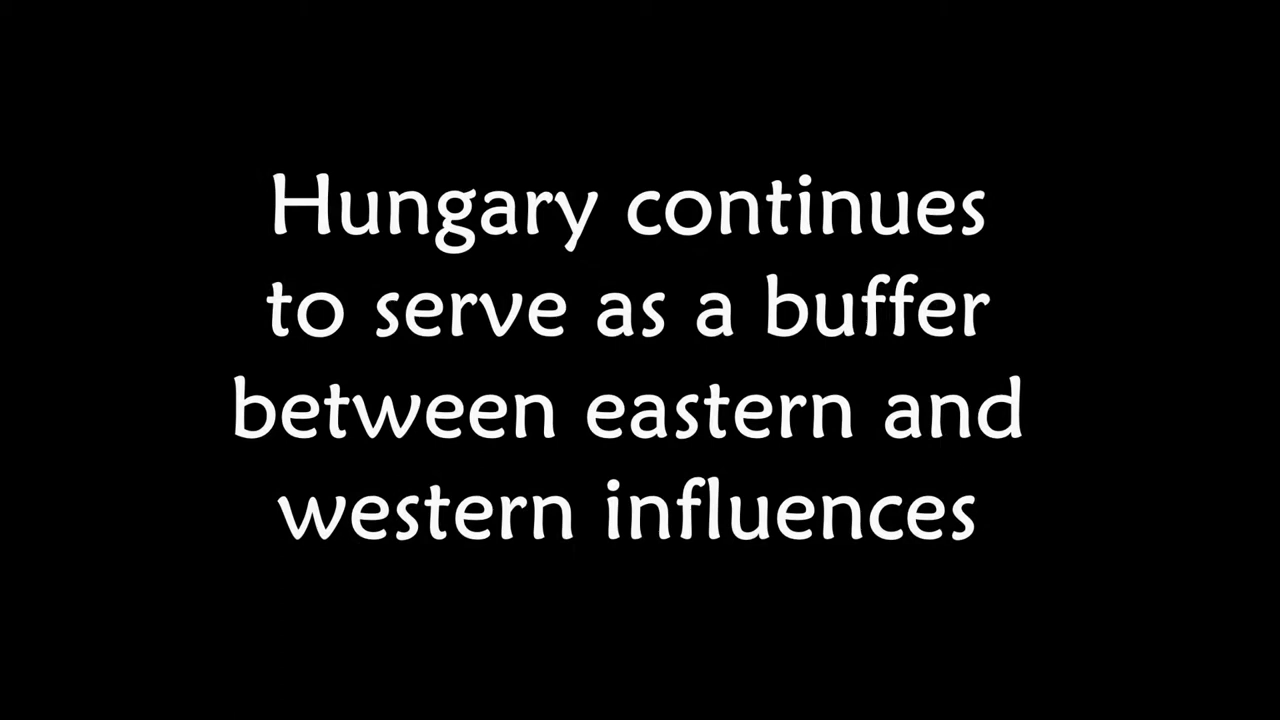 Hungary continues
to serve as a buffer
between eastern and
western influences